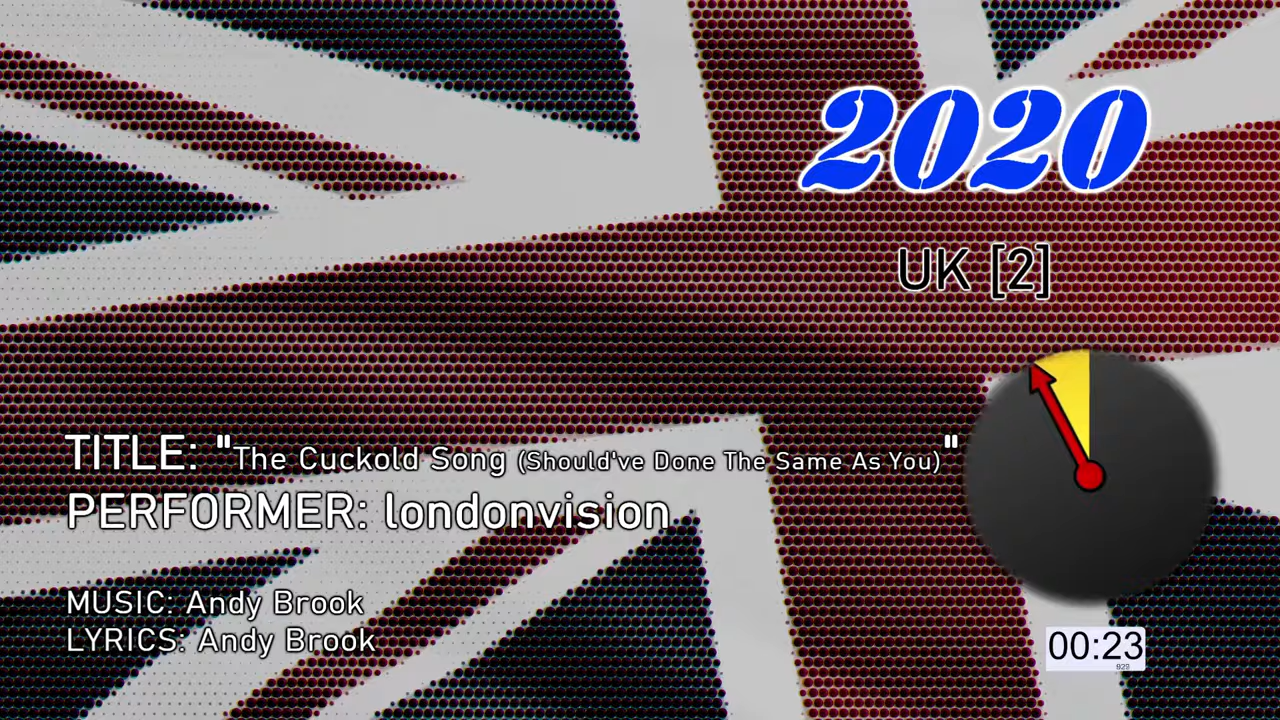 2020
UK [2]
TITLE: "The Cuckold Song (Should've Done The Same As You)"
PERFORMER: londonvision
MUSIC: Andy Brook
LYRICS: Andy Brook
00:23